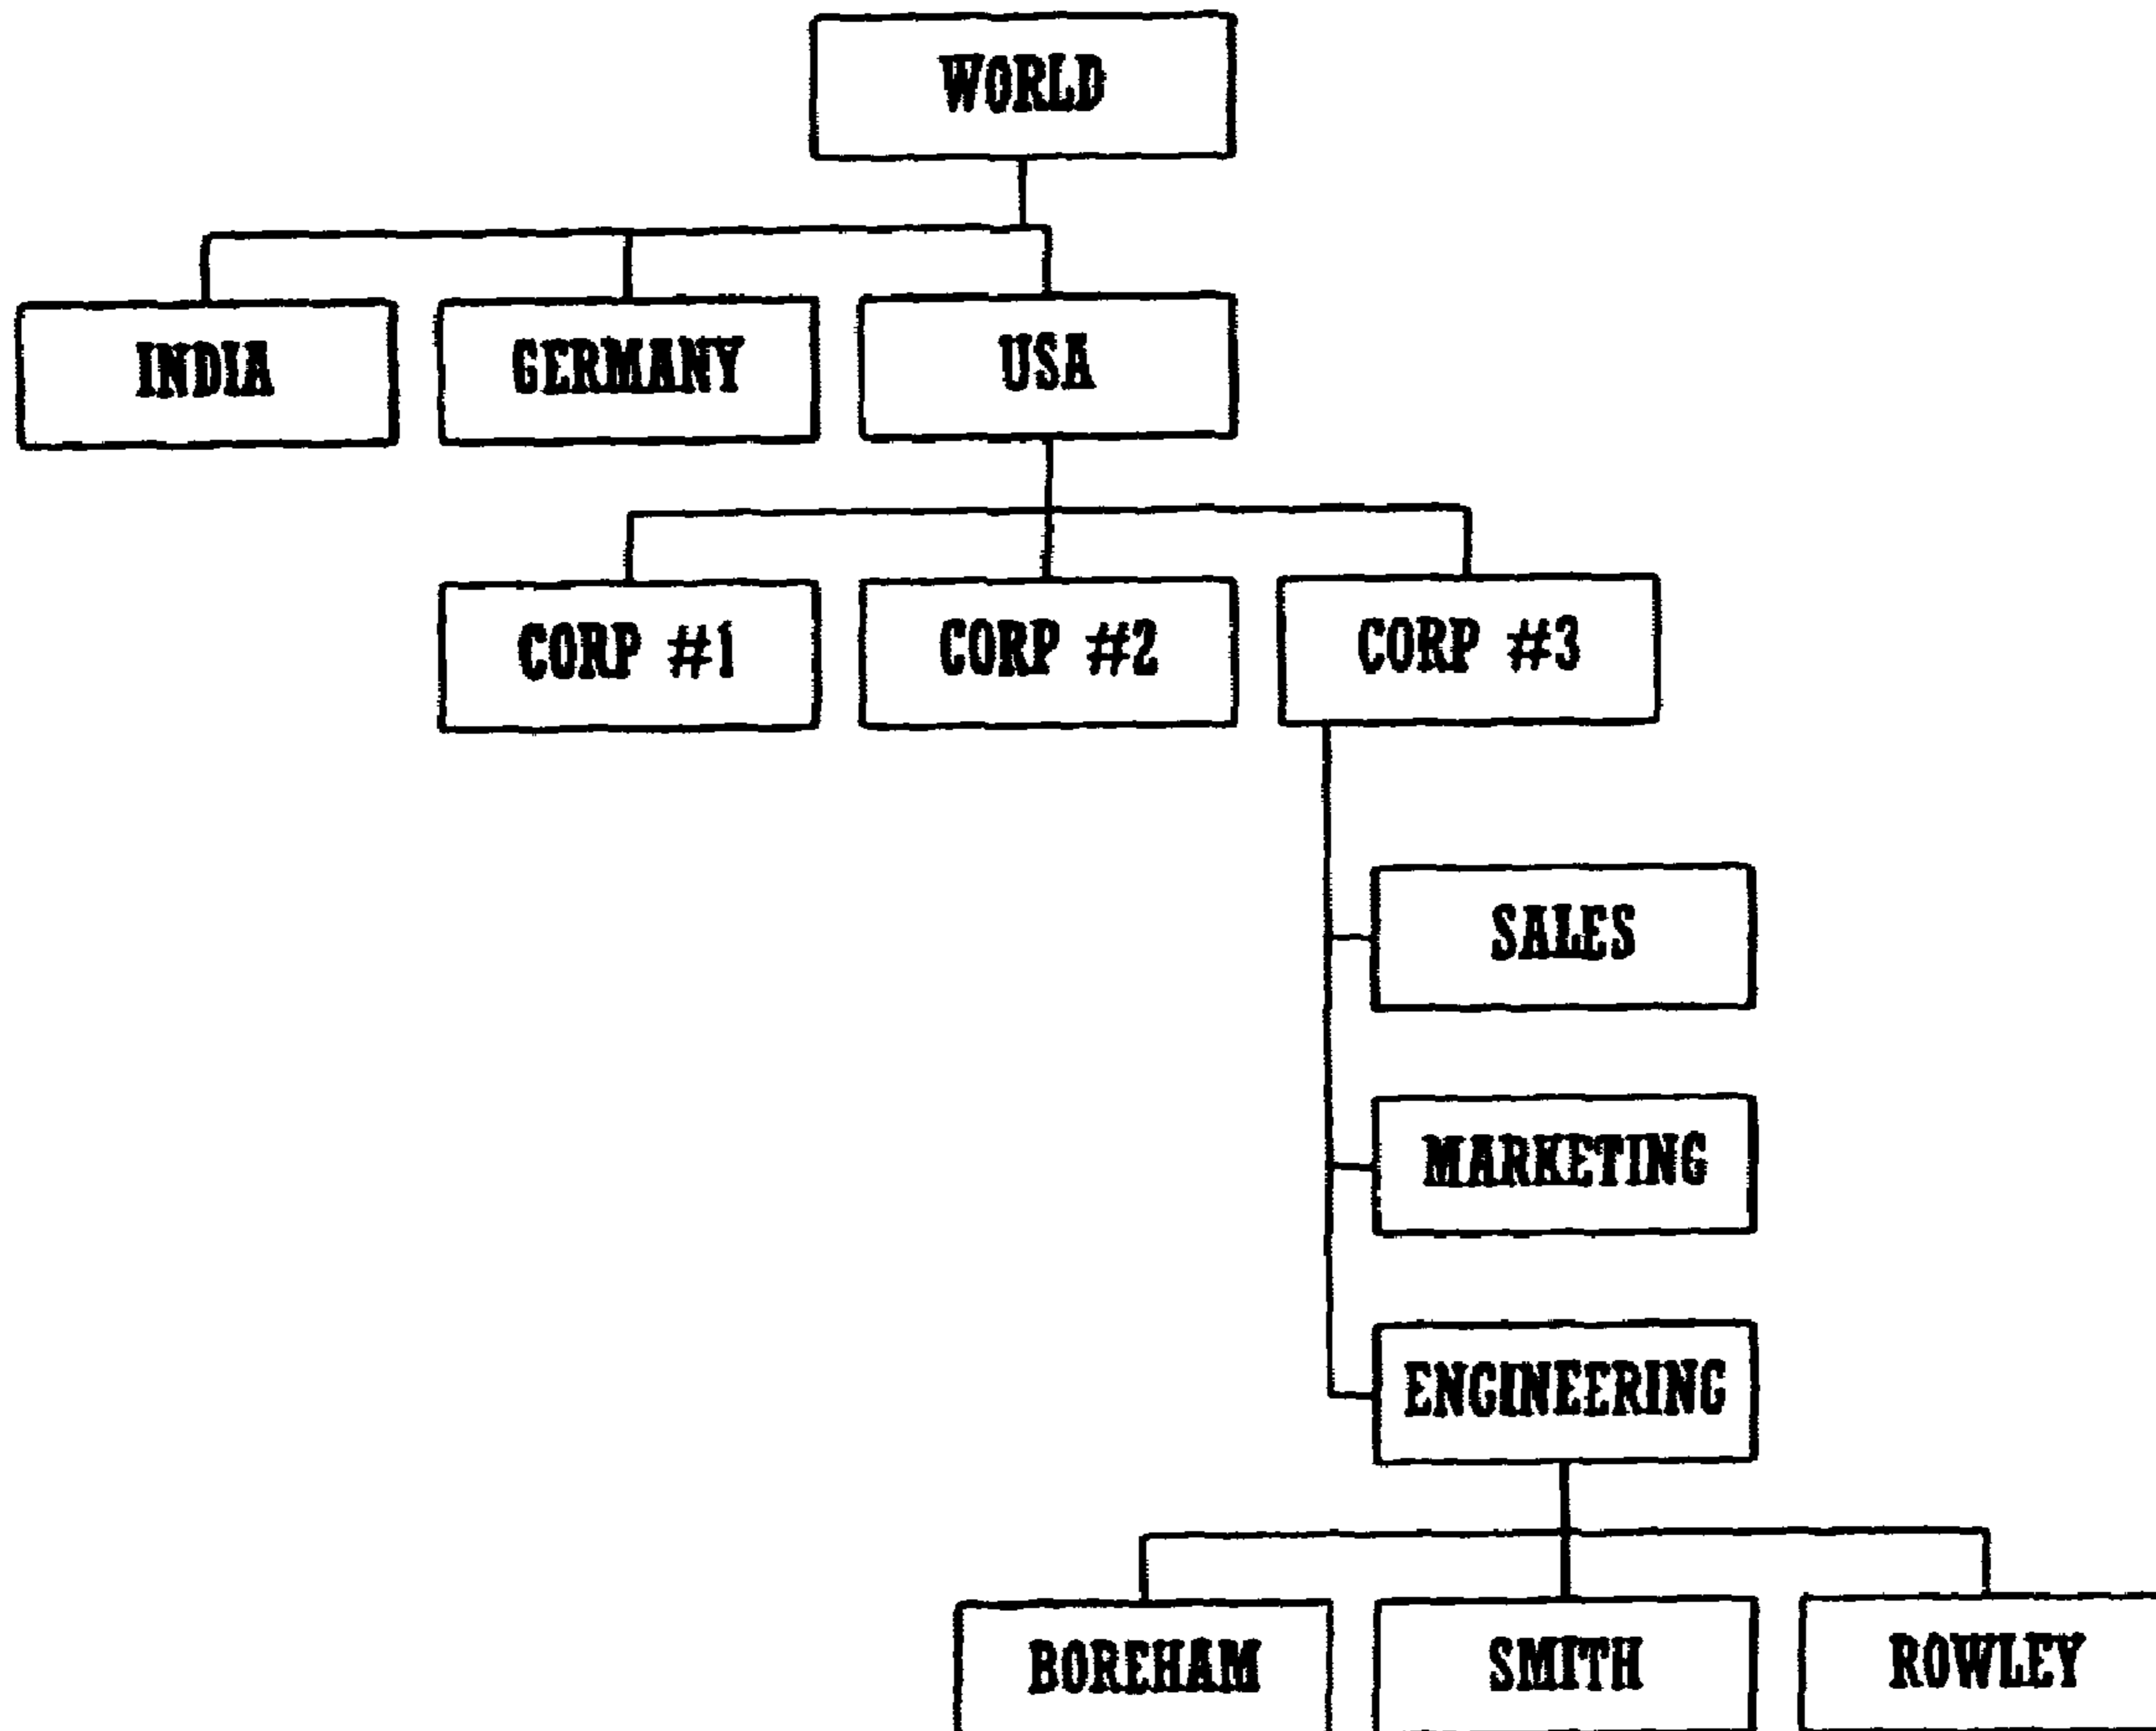 WORLD
INDIA
GERMANY
USA
CORP #1
CORP #2
CORP #3
SALES
MARKETING
ENGINEERING
BOREHAM
SMITH
ROWLEY